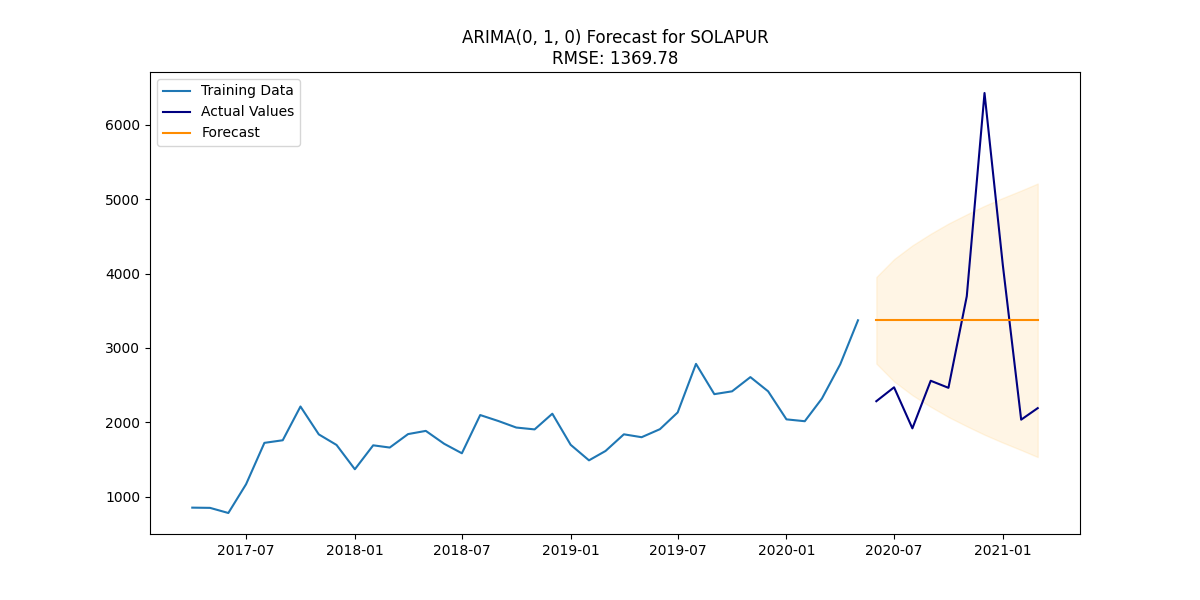 ARIMA(0, 1, 0) Forecast for SOLAPUR
RMSE: 1369.78
Training Data
Actual Values
Forecast
6000
5000
4000
3000
2000
1000
2017-07 2018-01 2018-07 2019-01 2019-07 2020-01 2020-07 2021-01